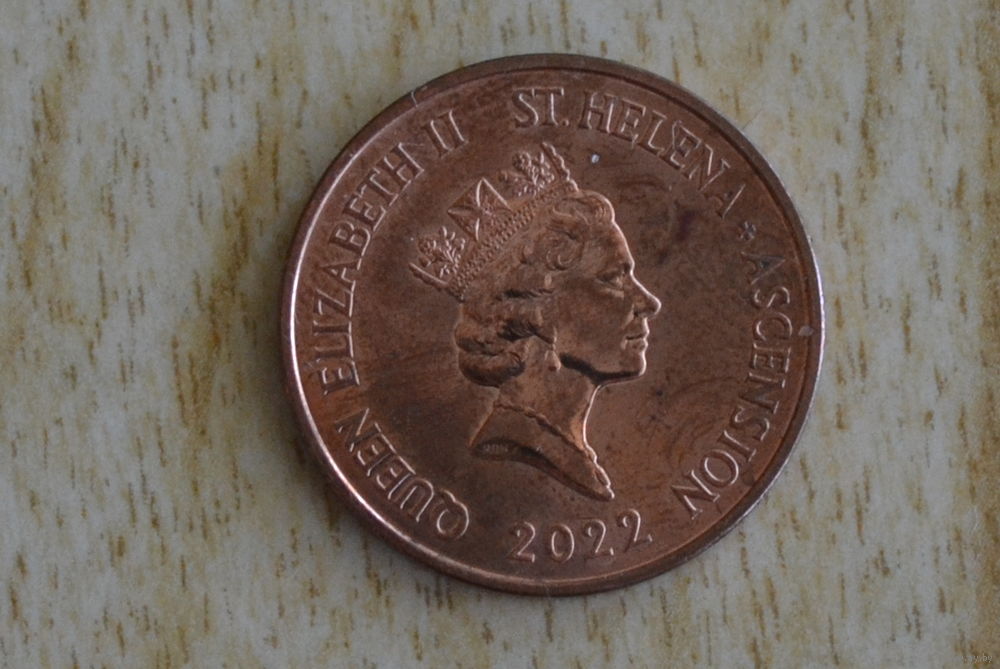 QUEEN ELIZABETH II ST. HELENA * ASCENSION
2022